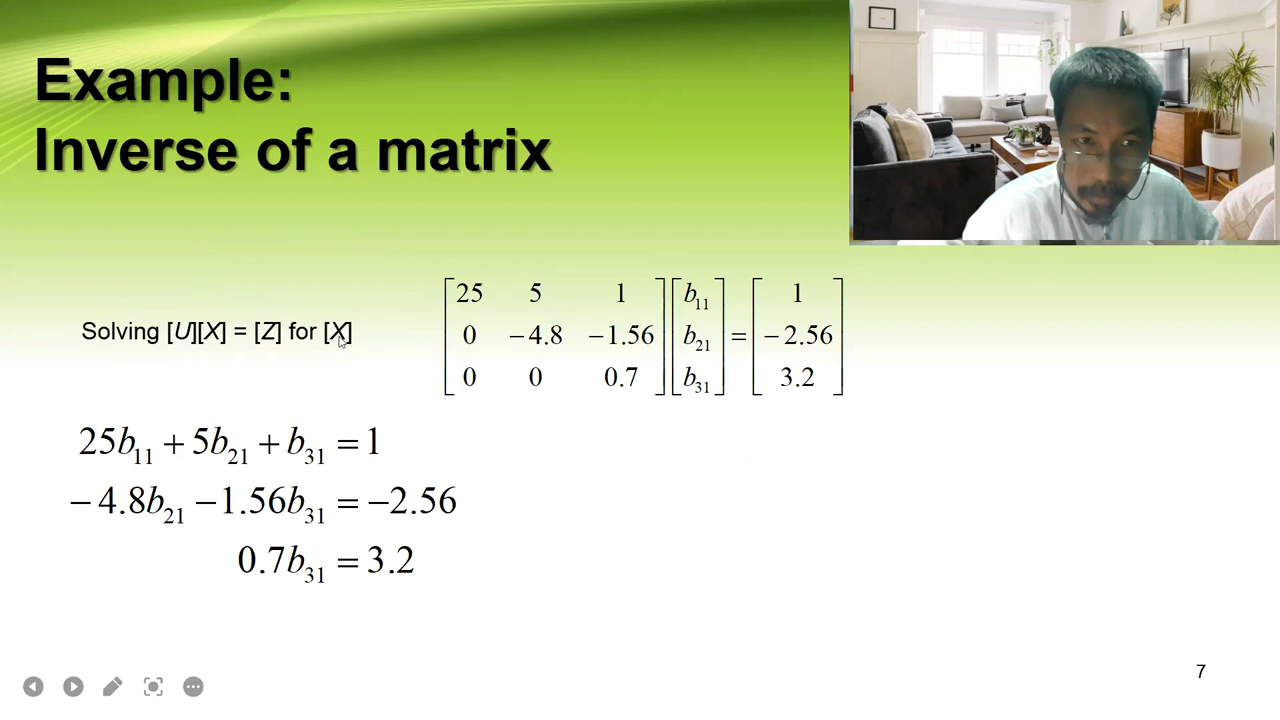 Example:
Inverse of a matrix
Solving [U][X] = [Z] for [X]
25 5 1 b11 1
0 −4.8 −1.56 b21 = −2.56
0 0 0.7 b31 3.2
25b11 + 5b21 + b31 = 1
−4.8b21 −1.56b31 = −2.56
0.7b31 = 3.2
7